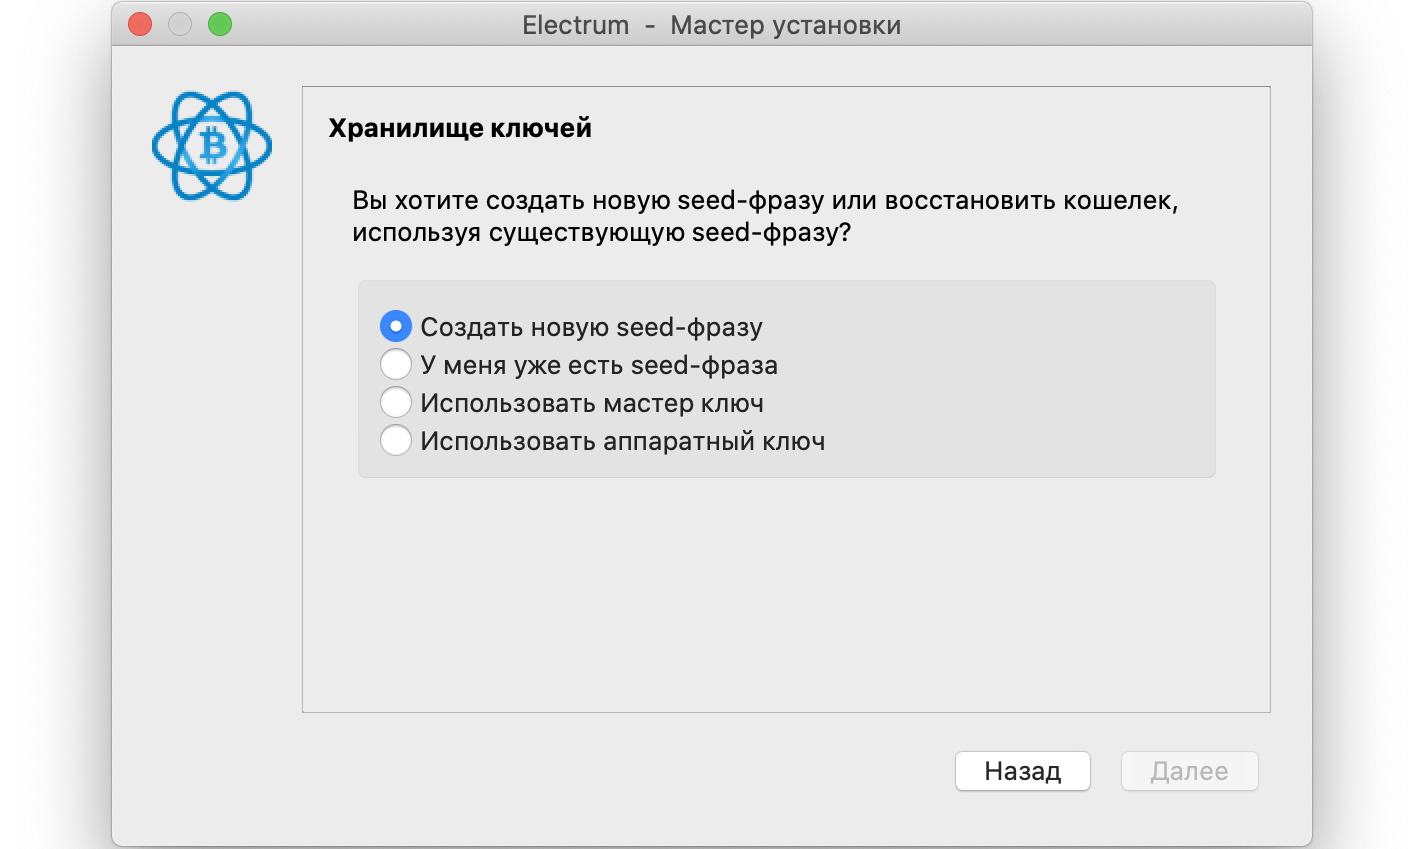 Electrum - Мастер установки
Хранилище ключей
Вы хотите создать новую seed-фразу или восстановить кошелек,
используя существующую seed-фразу?
Создать новую seed-фразу
У меня уже есть seed-фраза
Использовать мастер ключ
Использовать аппаратный ключ
Назад
Далее